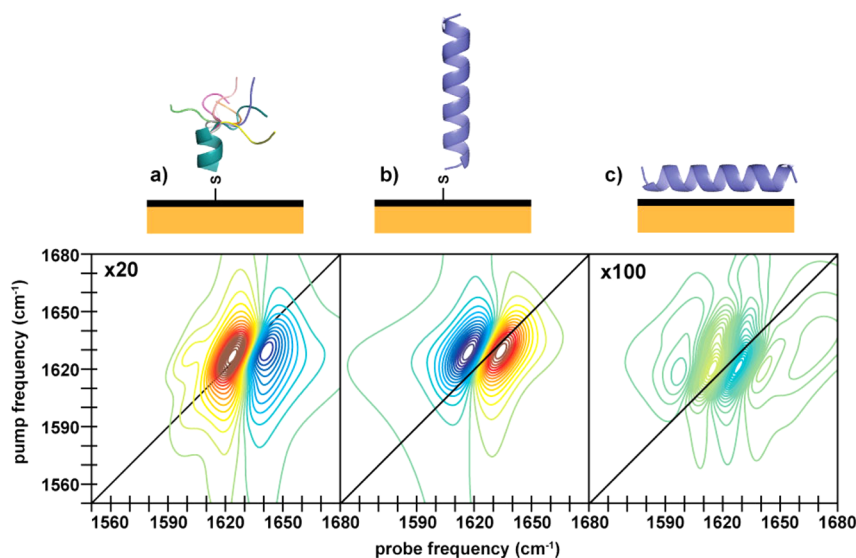 a)
b)
c)
S
S
x20
x100
pump frequency (cm-1)
1680
1650
1620
1590
1560
1560 1590 1620 1650 1680 1590 1620 1650 1680 1590 1620 1650 1680
probe frequency (cm-1)